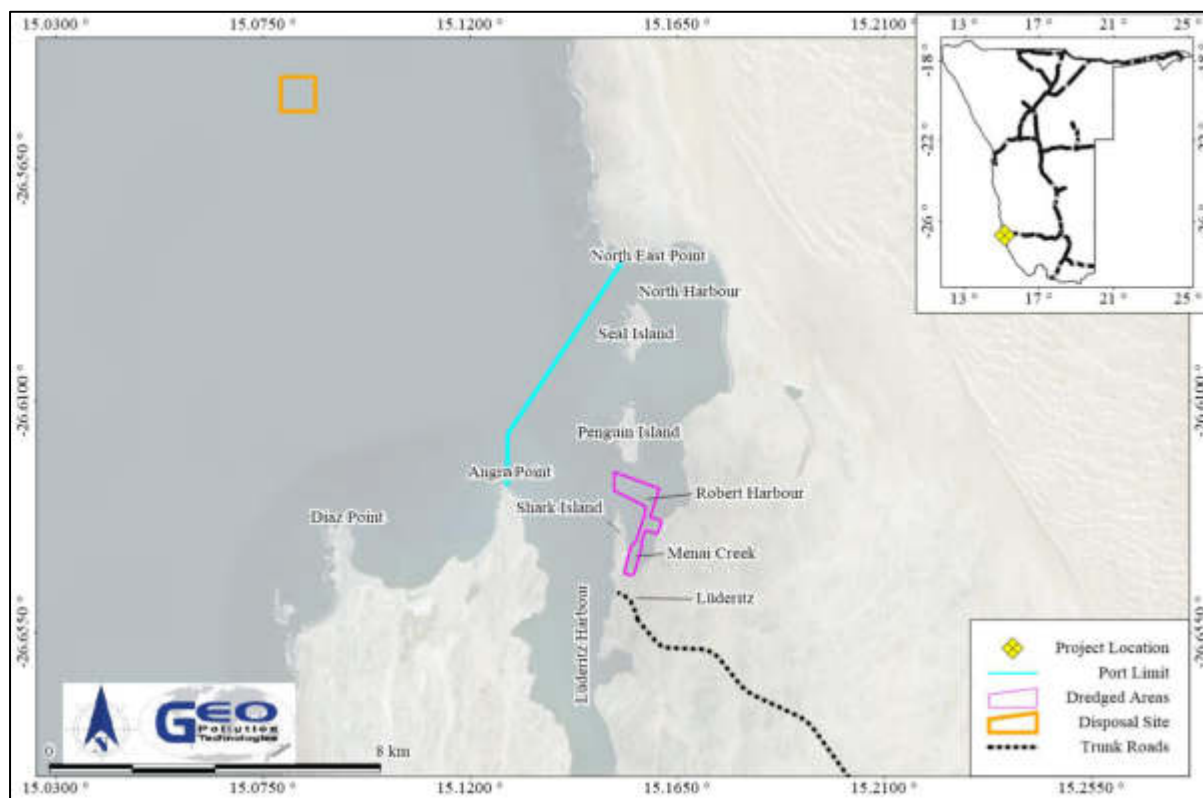 15.0300 °
15.0750 °
15.1200 °
15.1650 °
15.2100 °
13 °
17 °
21 °
25 °
-18 °
-18 °
-22 °
-22 °
-26 °
-26 °
13 °
17 °
21 °
25 °
-26.5650 °
North East Point
North Harbour
Seal Island
-26.6100 °
-26.6100 °
Penguin Island
Angra Point
Robert Harbour
Shark Island
Diaz Point
Menai Creek
Lüderitz
Lüderitz Harbour
-26.6550 °
-26.6550 °
Project Location
Port Limit
Dredged Areas
Disposal Site
Trunk Roads
GEO
Pollution
Technologies
0
8 km
15.0300 °
15.0750 °
15.1200 °
15.1650 °
15.2100 °
15.2550 °